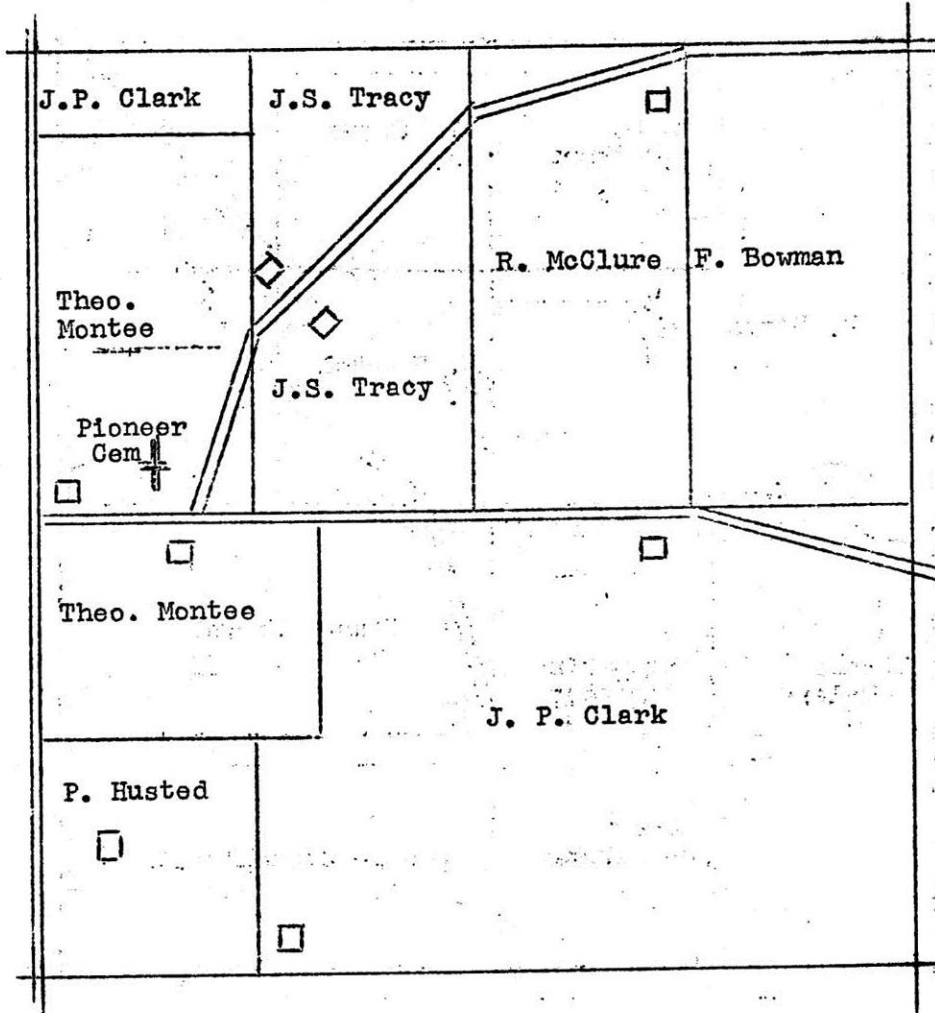 J.P. Clark
J.S. Tracy
R. McClure
F. Bowman
Theo.
Montee
J.S. Tracy
Pioneer
Cem
Theo. Montee
J. P. Clark
P. Husted